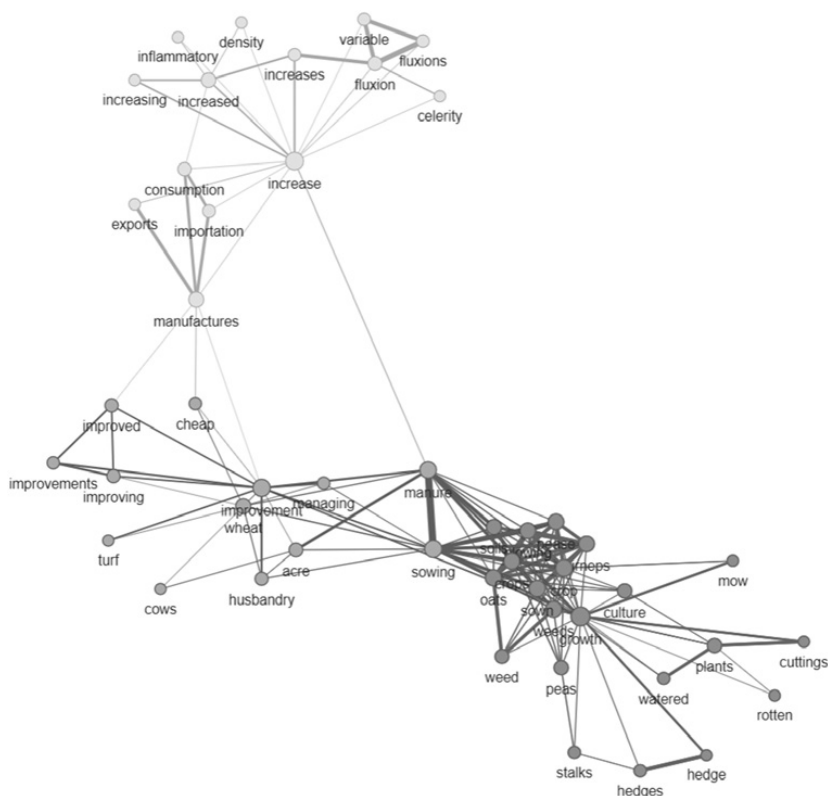 variable
density
inflammatory
fluxions
increases
fluxion
increasing
increased
celerity
increase
consumption
exports
importation
manufactures
cheap
improved
improvements
improving
manure
managing
improvement
wheat
turf
acre
sowing
husbandry
cows
oats
crop
sown
culture
mow
weeds
growth
weed
peas
plants
cuttings
watered
rotten
stalks
hedges
hedge